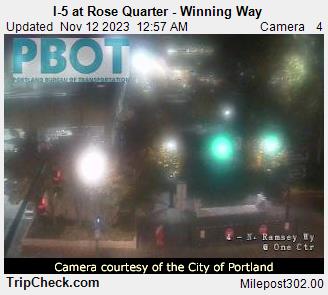 I-5 at Rose Quarter - Winning Way
Updated Nov 12 2023 12:57 AM Camera 4
PBOT
PORTLAND BUREAU OF TRANSPORTATION
4 - N. Ramsey Wy
@ One Ctr
Camera courtesy of the City of Portland
TripCheck.com Milepost302.00